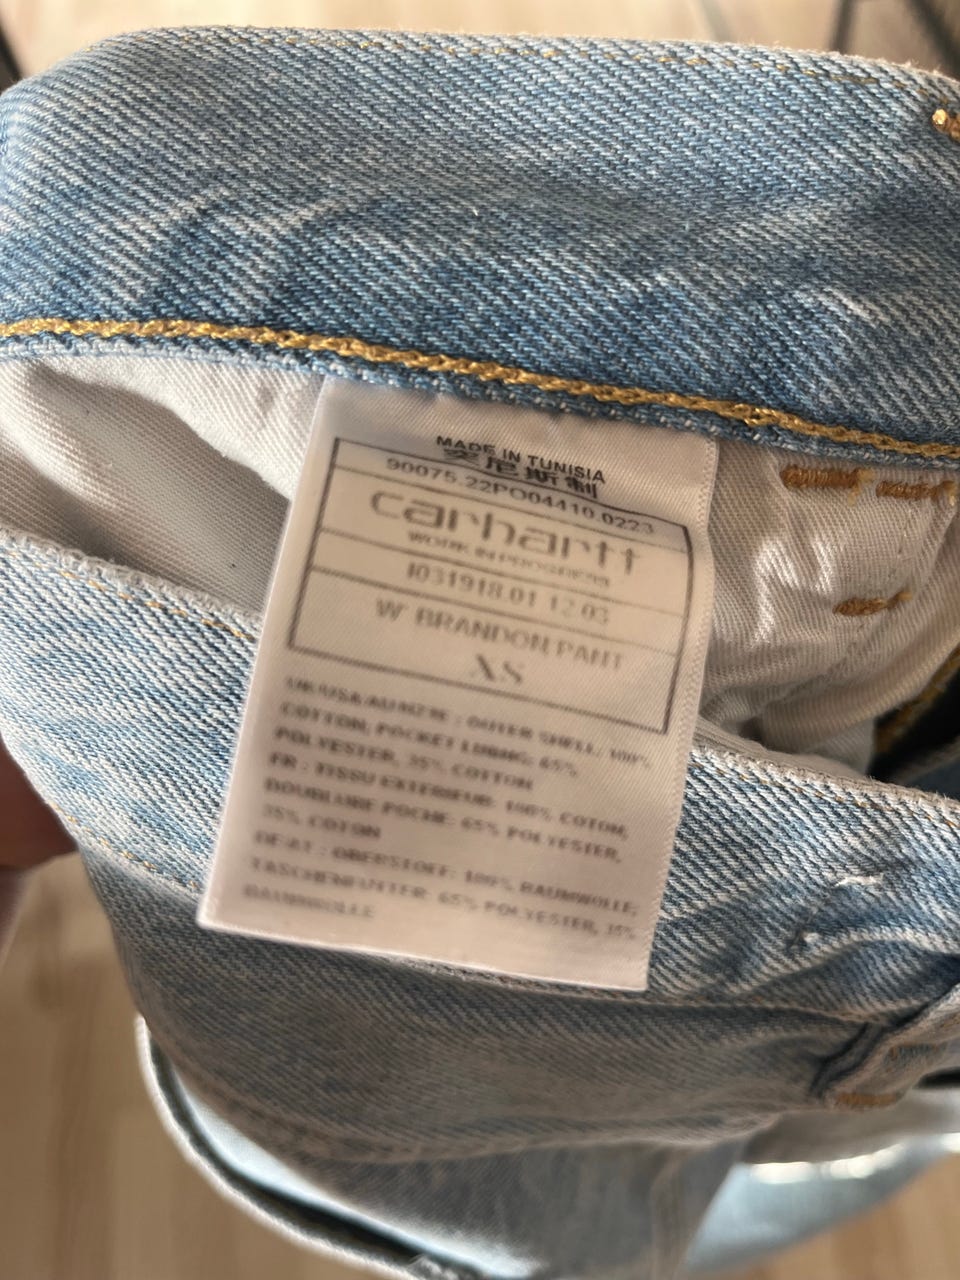 MADE IN TUNISIA
突尼斯制
90075.22PO04410.0223
carhartt
WORK IN PROGRESS
I031918.01 12 03
W' BRANDON PANT
XS
UK/USA/AU/NZ/IE : OUTER SHELL: 100%
COTTON, POCKET LINING: 65%
POLYESTER, 35% COTTON
FR : TISSU EXTERIEUR: 100% COTON,
DOUBLURE POCHE: 65% POLYESTER,
35% COTON
DE/AT : OBERSTOFF: 100% BAUMWOLLE,
TASCHENFUTTER: 65% POLYESTER, 35%
BAUMWOLLE